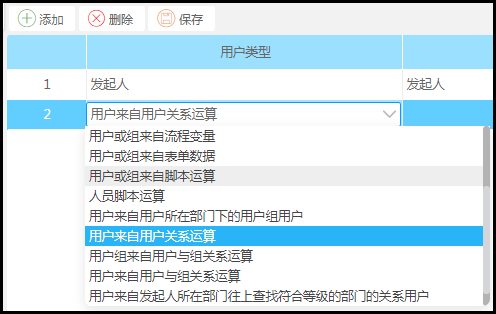 添加 删除 保存
用户类型
1 发起人 发起人
2 用户来自用户关系运算
用户或组来自流程变量
用户或组来自表单数据
用户或组来自脚本运算
人员脚本运算
用户来自用户所在部门下的用户组用户
用户来自用户关系运算
用户组来自用户与组关系运算
用户来自用户与组关系运算
用户来自发起人所在部门往上查找符合等级的部门的关系用户